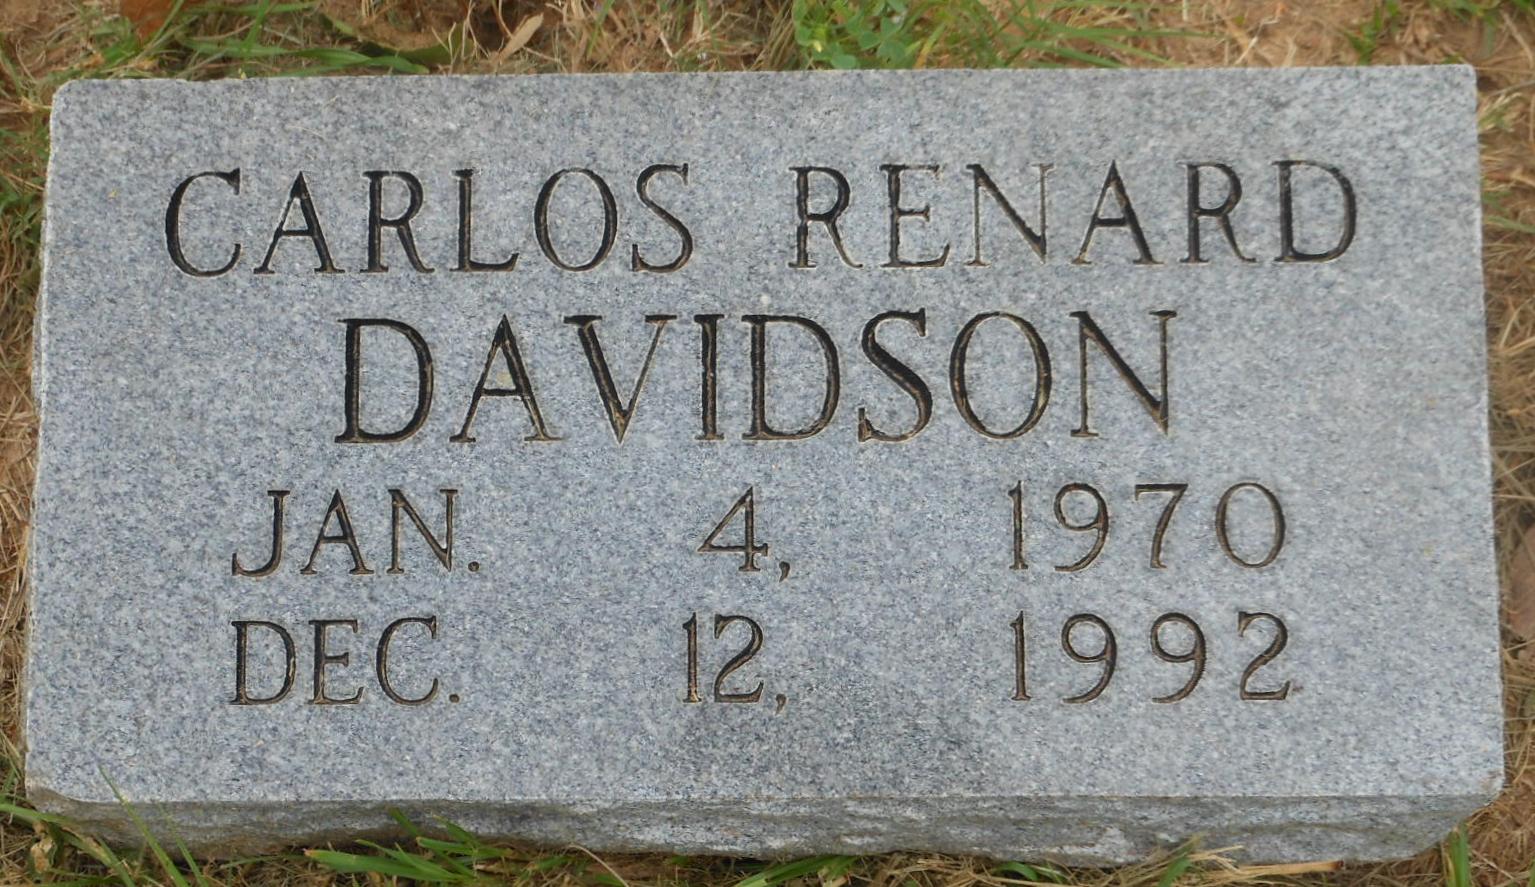 CARLOS RENARD
DAVIDSON
JAN. 4, 1970
DEC. 12, 1992